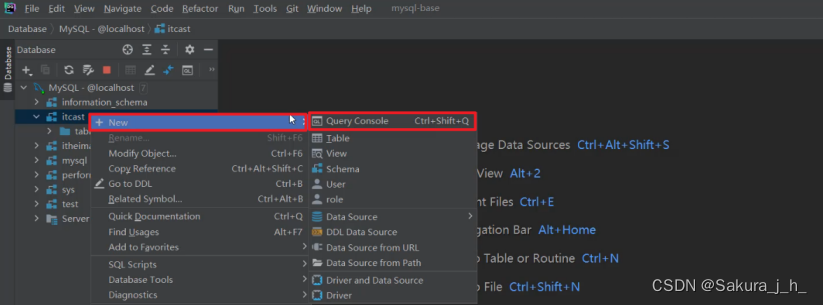 File Edit View Navigate Code Refactor Run Tools Git Window Help mysql-base
Database MySQL - @localhost itcast
Database
Database
MySQL - @localhost 7
information_schema
itcast
New
Query Console Ctrl+Shift+Q
tabl
Rename... Shift+F6
Table
itheima
Modify Object... Ctrl+F6
View
age Data Sources Ctrl+Alt+Shift+S
mysql
Copy Reference Ctrl+Alt+Shift+C
Schema
View Alt+2
perfor
Go to DDL Ctrl+B
User
sys
Related Symbol... Ctrl+Alt+B
role
nt Files Ctrl+E
test
Quick Documentation Ctrl+Q
Data Source
Server
Find Usages Alt+F7
DDL Data Source
igation Bar Alt+Home
Add to Favorites
Data Source from URL
SQL Scripts
Data Source from Path
o Table or Routine Ctrl+N
Database Tools
Driver and Data Source
o File Ctrl+Shift+N
Diagnostics
Driver
CSDN @Sakura_j_h_